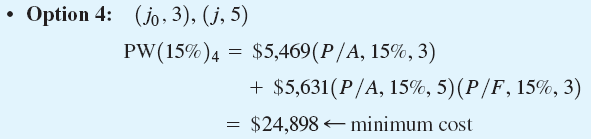 • Option 4: (j₀, 3), (j, 5)
PW(15%)₄ = $5,469(P/A, 15%, 3)
+ $5,631(P/A, 15%, 5)(P/F, 15%, 3)
= $24,898 ← minimum cost